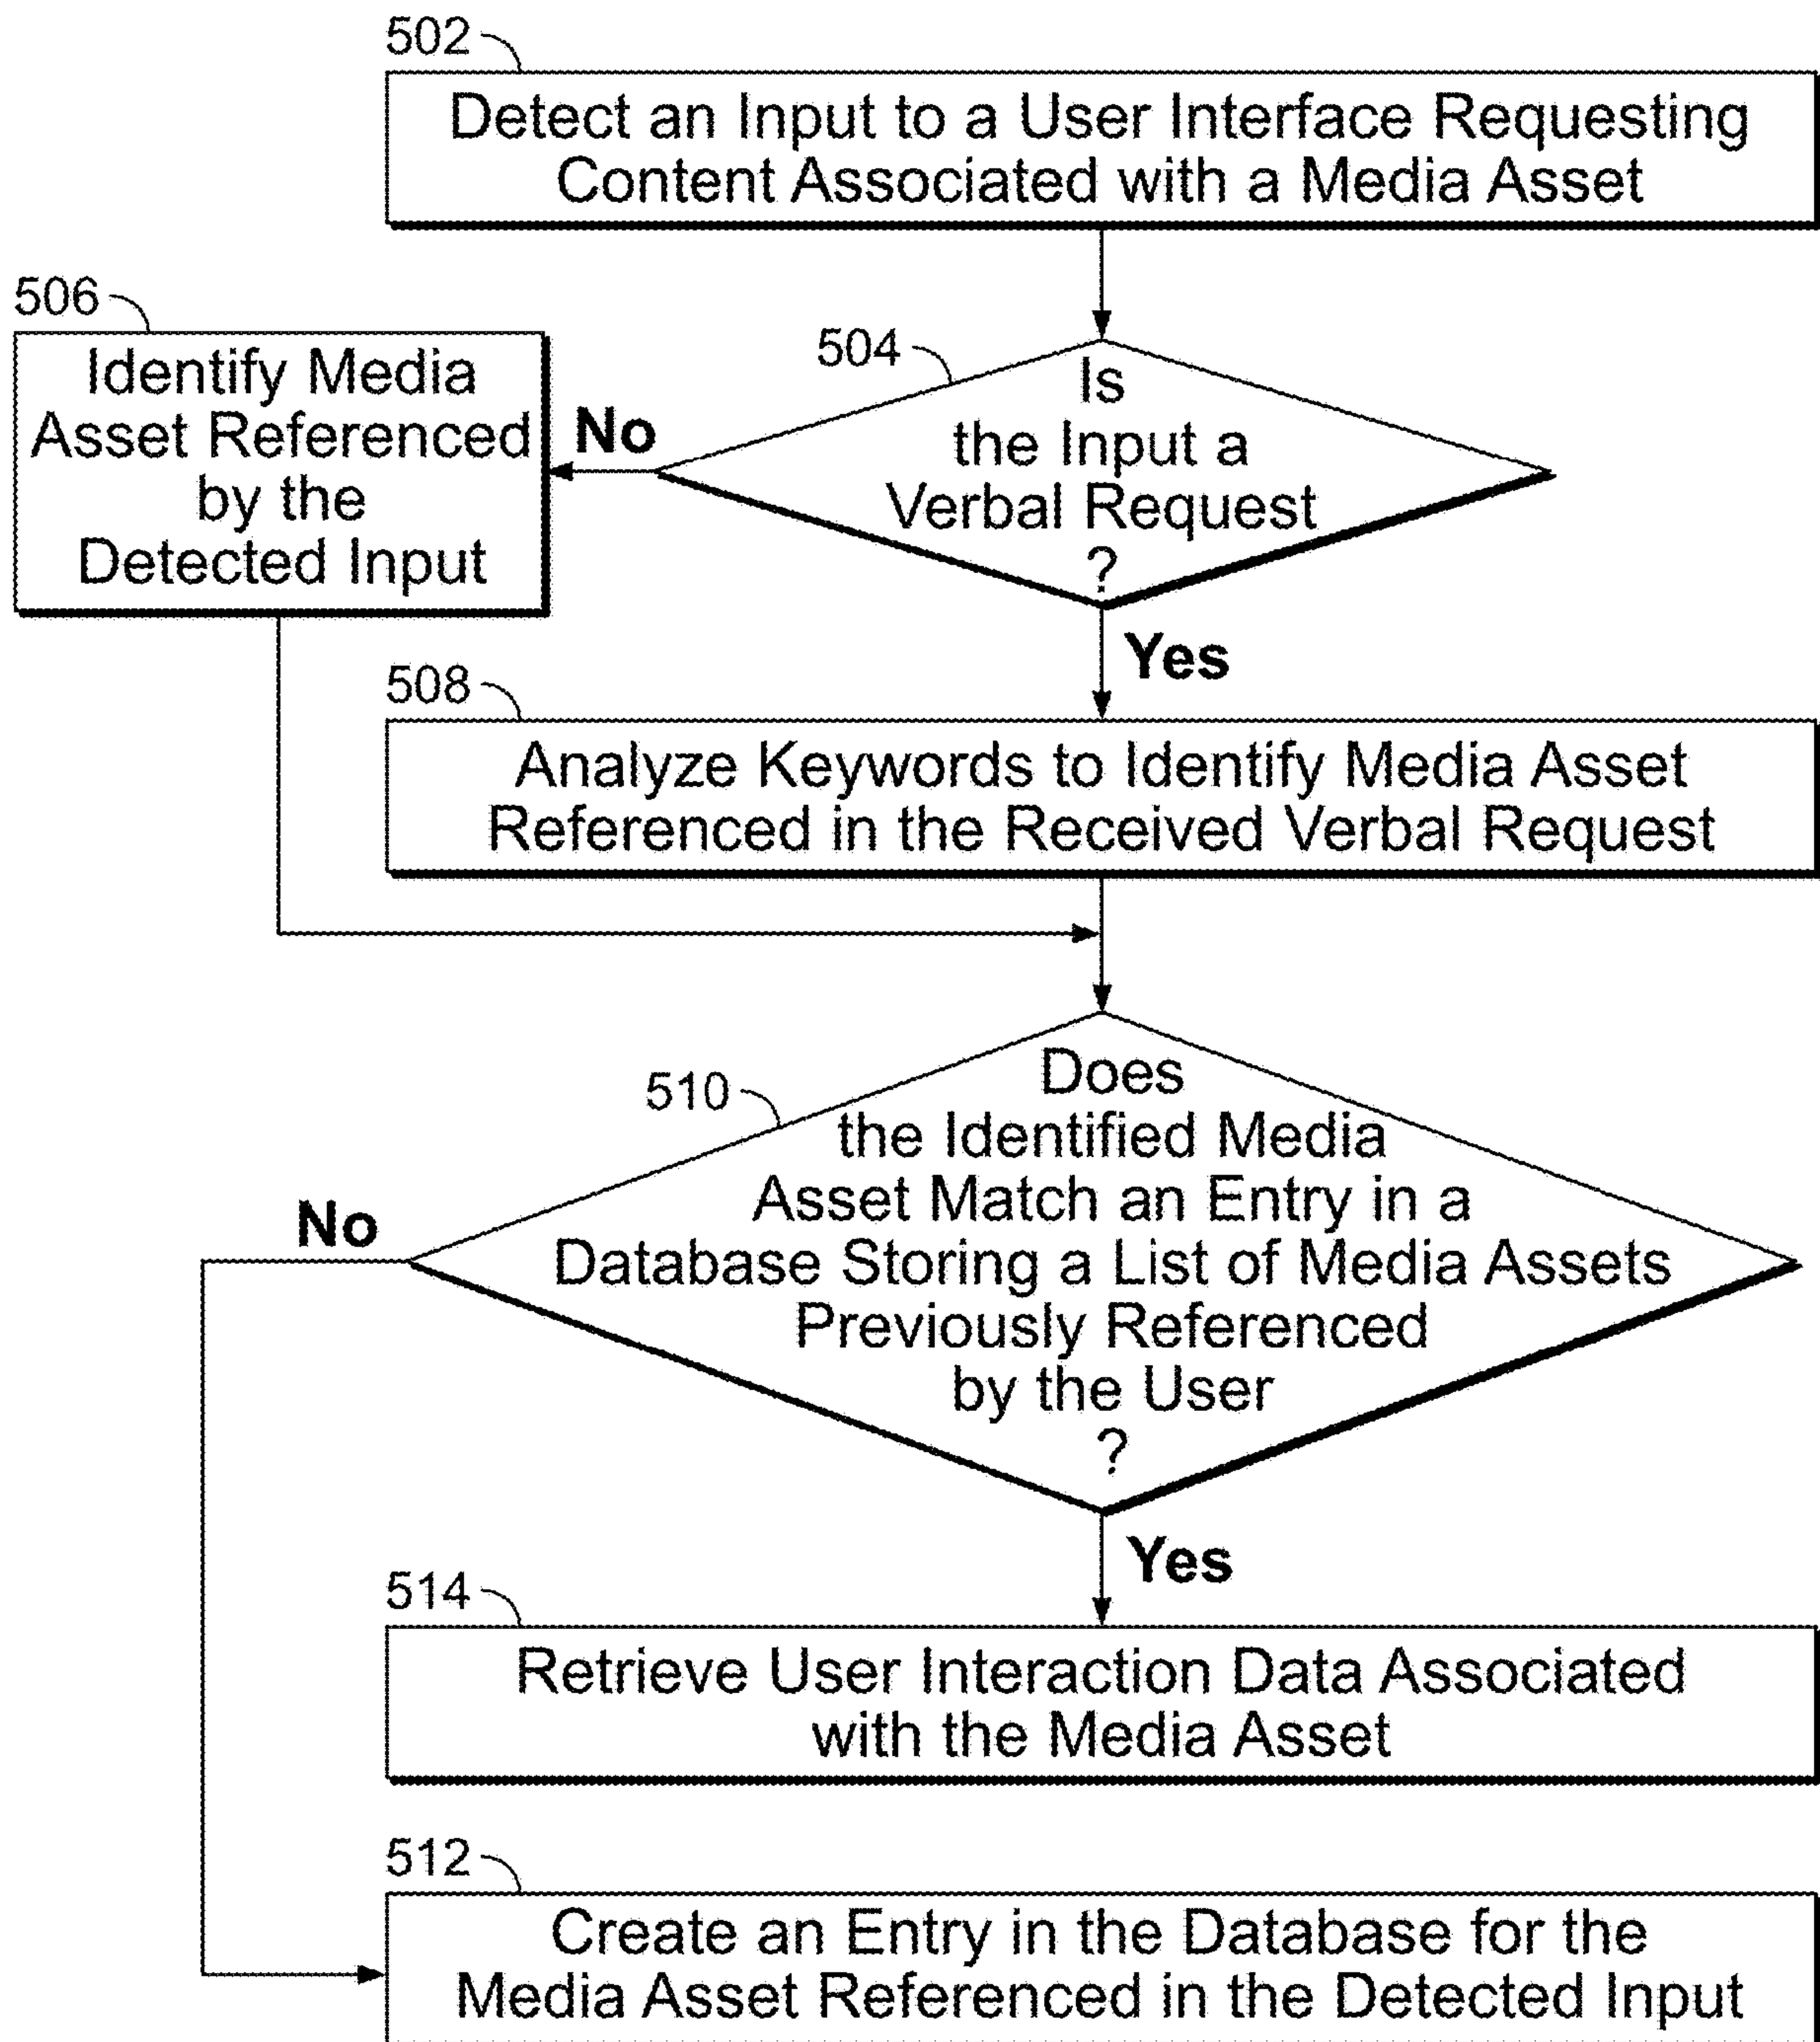 502
Detect an Input to a User Interface Requesting
Content Associated with a Media Asset
506
Identify Media
Asset Referenced
by the
Detected Input
No
504
Is
the Input a
Verbal Request
?
Yes
508
Analyze Keywords to Identify Media Asset
Referenced in the Received Verbal Request
510
Does
the Identified Media
Asset Match an Entry in a
Database Storing a List of Media Assets
Previously Referenced
by the User
?
No
Yes
514
Retrieve User Interaction Data Associated
with the Media Asset
512
Create an Entry in the Database for the
Media Asset Referenced in the Detected Input